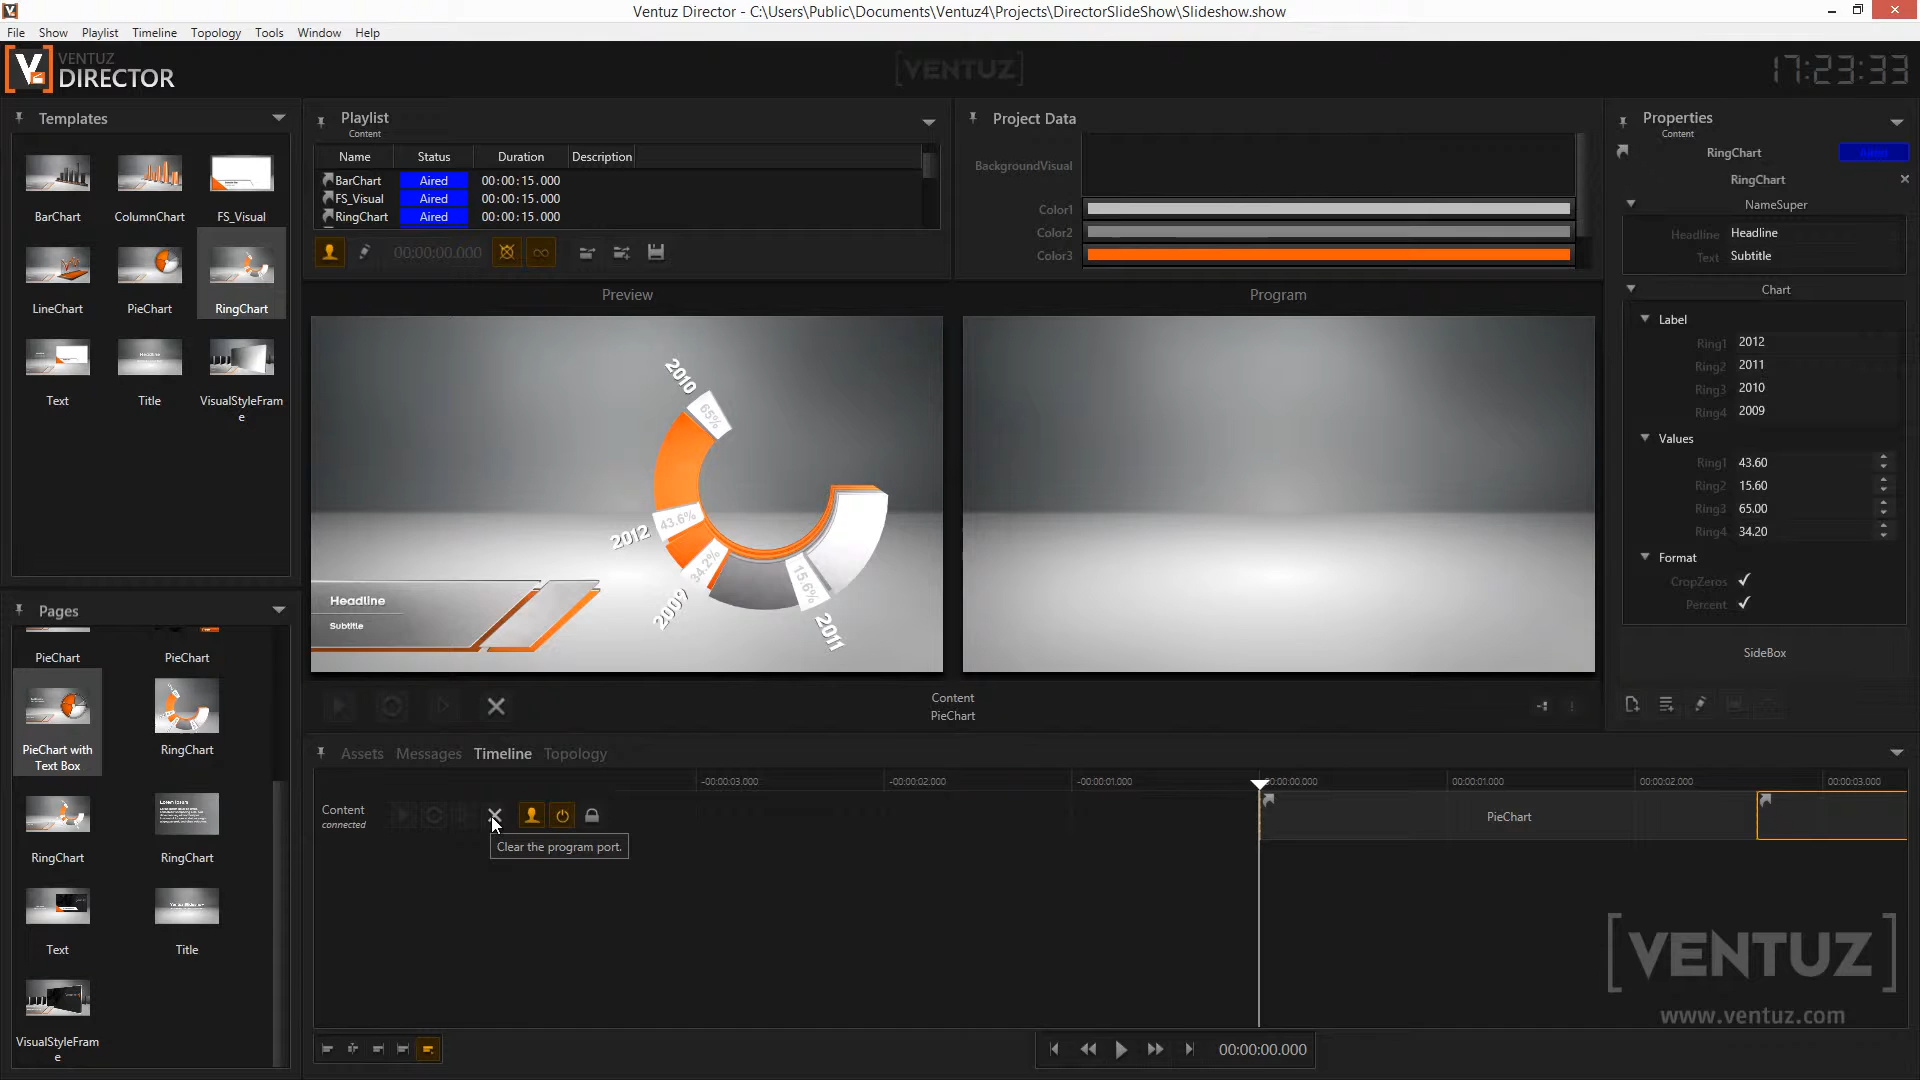 Ventuz Director - C:\Users\Public\Documents\Ventuz4\Projects\DirectorSlideShow\Slideshow.show
File Show Playlist Timeline Topology Tools Window Help
VENTUZ
DIRECTOR
[VENTUZ]
17:23:33
Templates
BarChart ColumnChart FS_Visual
LineChart PieChart RingChart
Text Title VisualStyleFram
e
Pages
PieChart PieChart
PieChart with
Text Box
RingChart
RingChart RingChart
Text Title
VisualStyleFram
e
Playlist
Content
Name Status Duration Description
BarChart Aired 00:00:15.000
FS_Visual Aired 00:00:15.000
RingChart Aired 00:00:15.000
00:00:00.000
Project Data
BackgroundVisual
Color1
Color2
Color3
Preview
2010
65%
43.6%
2012
34.2%
2009
15.6%
2011
Headline
Subtitle
Program
Content
PieChart
Properties
Content
RingChart
RingChart
NameSuper
Headline Headline
Text Subtitle
Chart
Label
Ring1 2012
Ring2 2011
Ring3 2010
Ring4 2009
Values
Ring1 43.60
Ring2 15.60
Ring3 65.00
Ring4 34.20
Format
CropZeros
Percent
SideBox
Assets Messages Timeline Topology
-00:00:03.000 -00:00:02.000 -00:00:01.000 00:00:00.000 00:00:01.000 00:00:02.000 00:00:03.000
Content
connected
Clear the program port.
PieChart
00:00:00.000
[VENTUZ]
www.ventuz.com